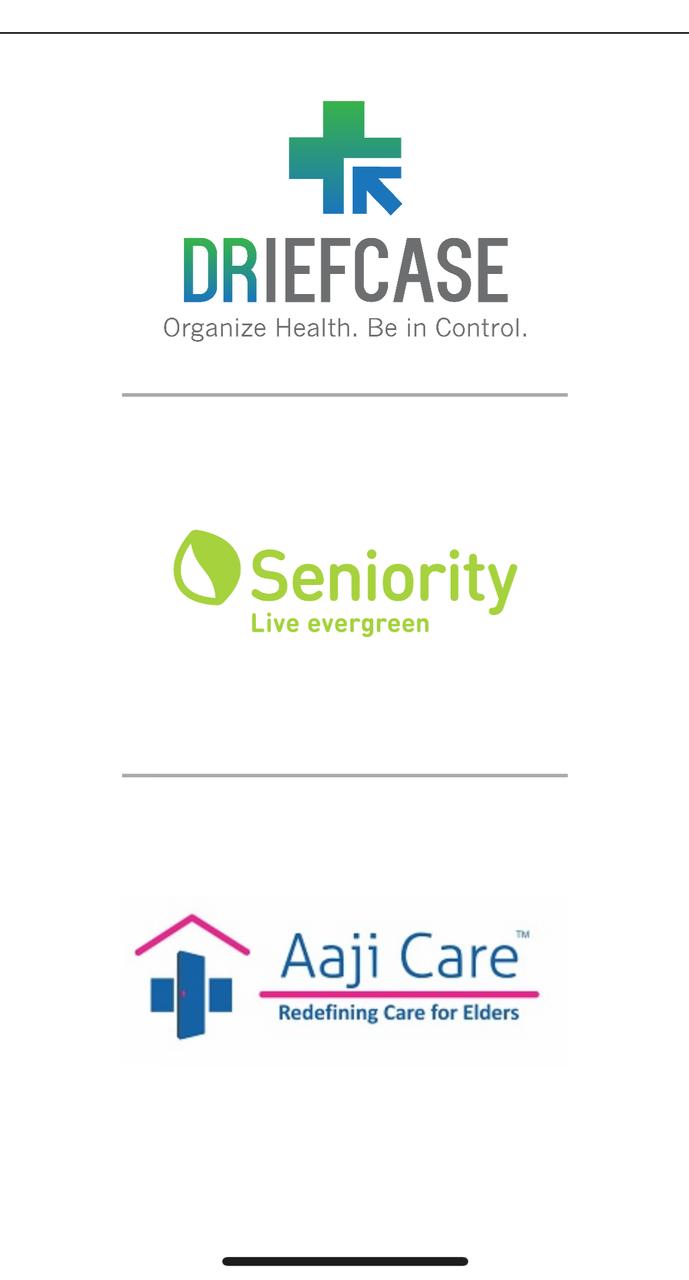 DRIEFCASE
Organize Health. Be in Control.
Seniority
Live evergreen
Aaji Care™
Redefining Care for Elders